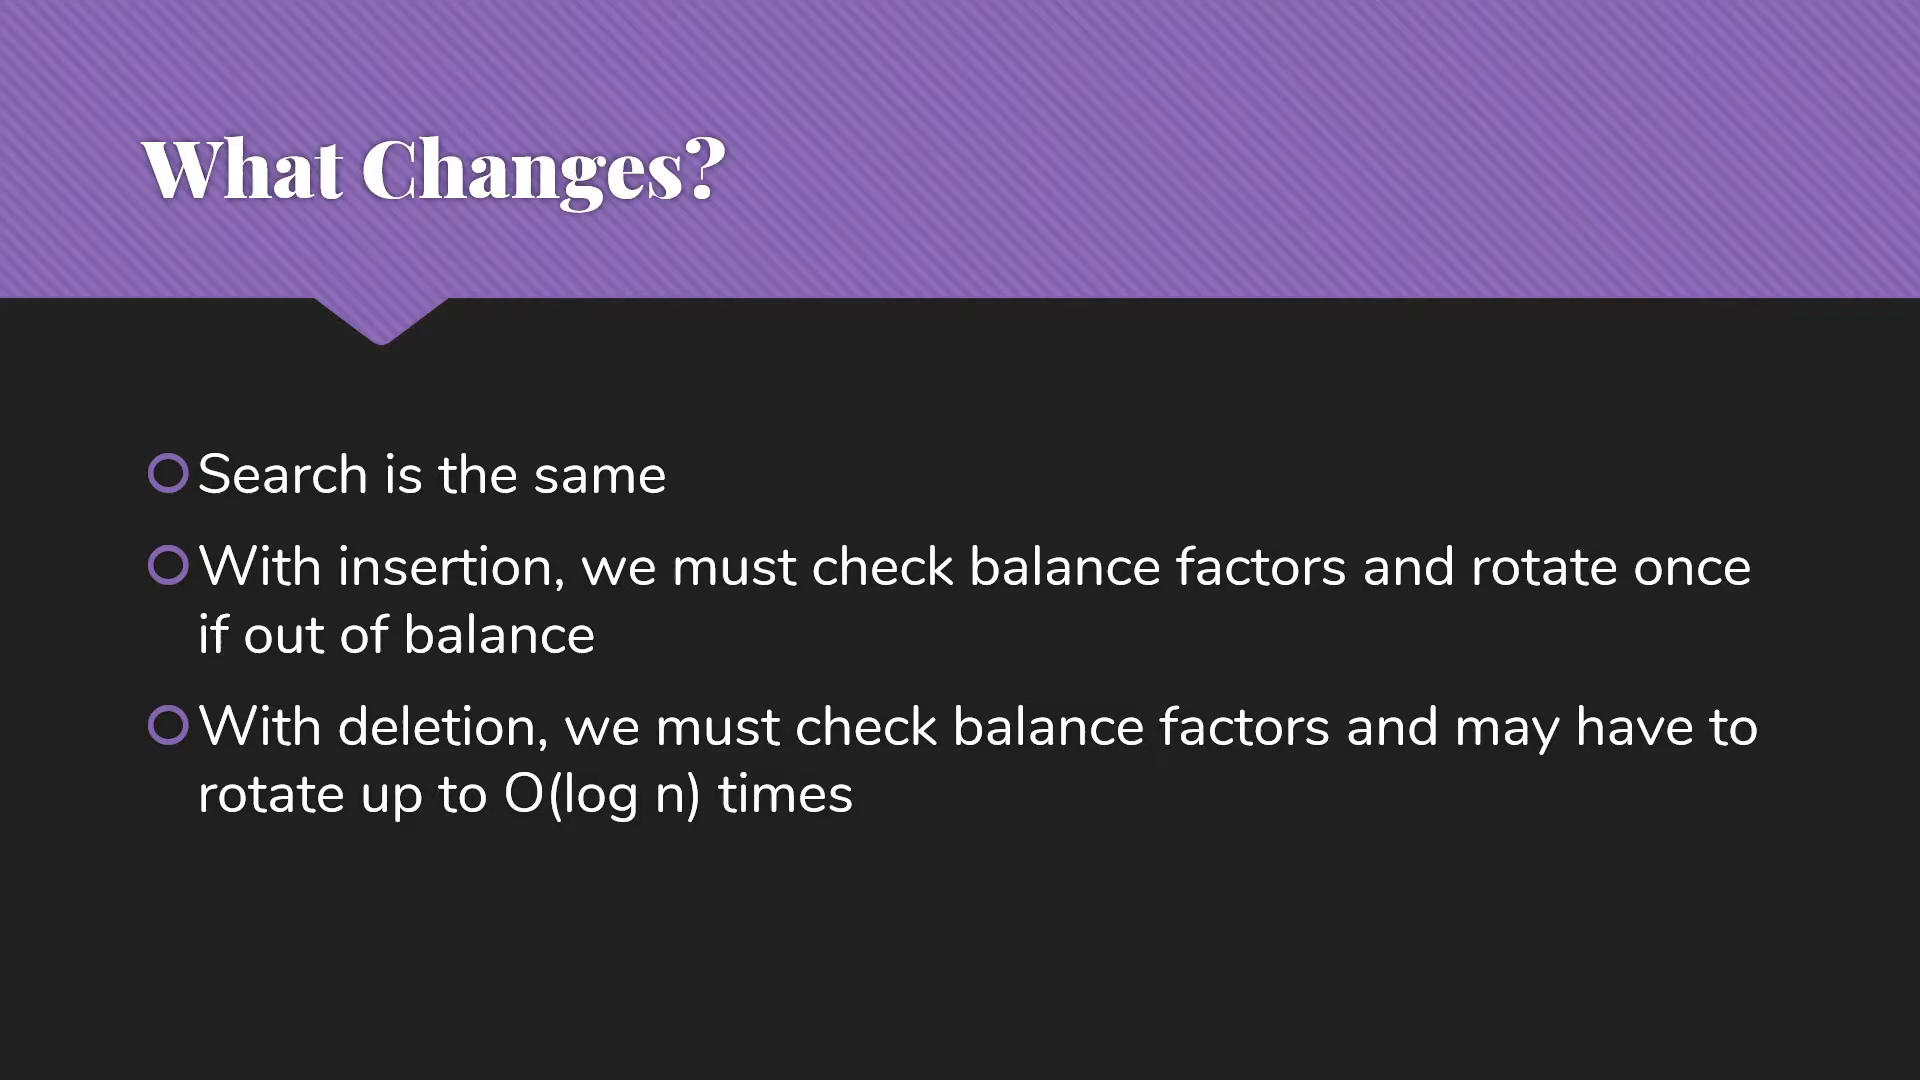 What Changes?
Search is the same
With insertion, we must check balance factors and rotate once
if out of balance
With deletion, we must check balance factors and may have to
rotate up to O(log n) times